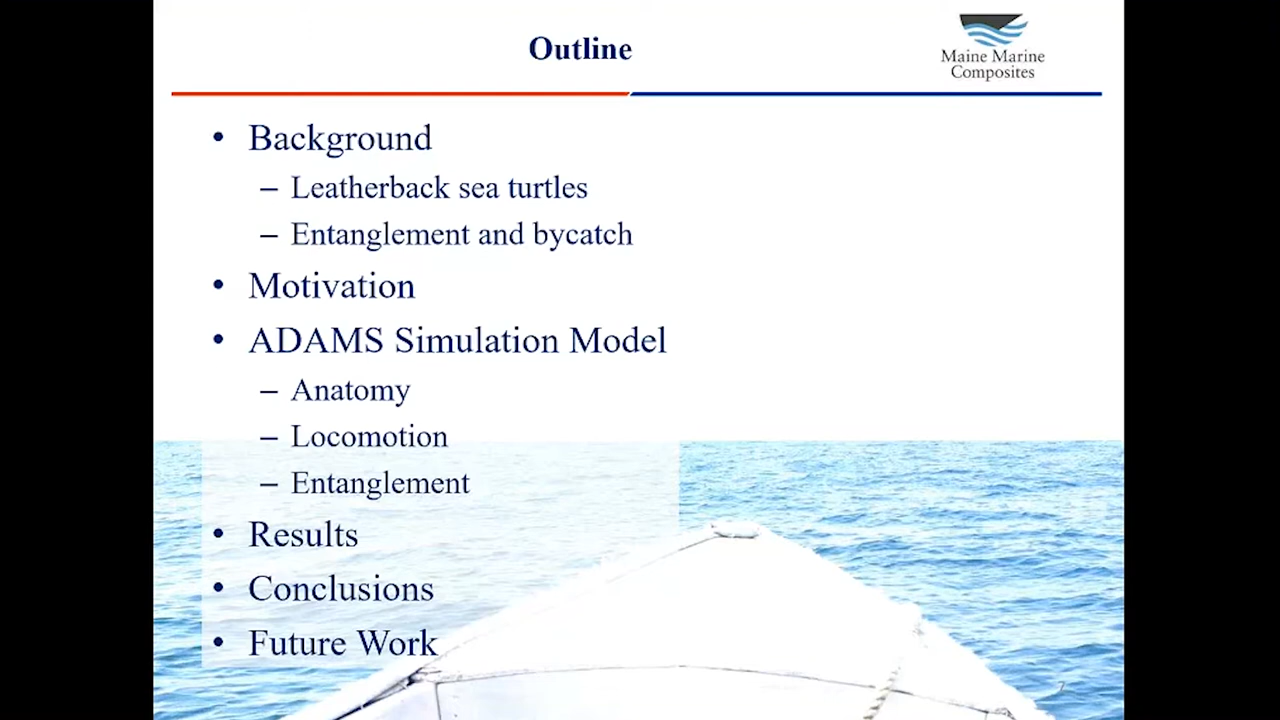 Outline
Maine Marine
Composites
• Background
– Leatherback sea turtles
– Entanglement and bycatch
• Motivation
• ADAMS Simulation Model
– Anatomy
– Locomotion
– Entanglement
• Results
• Conclusions
• Future Work